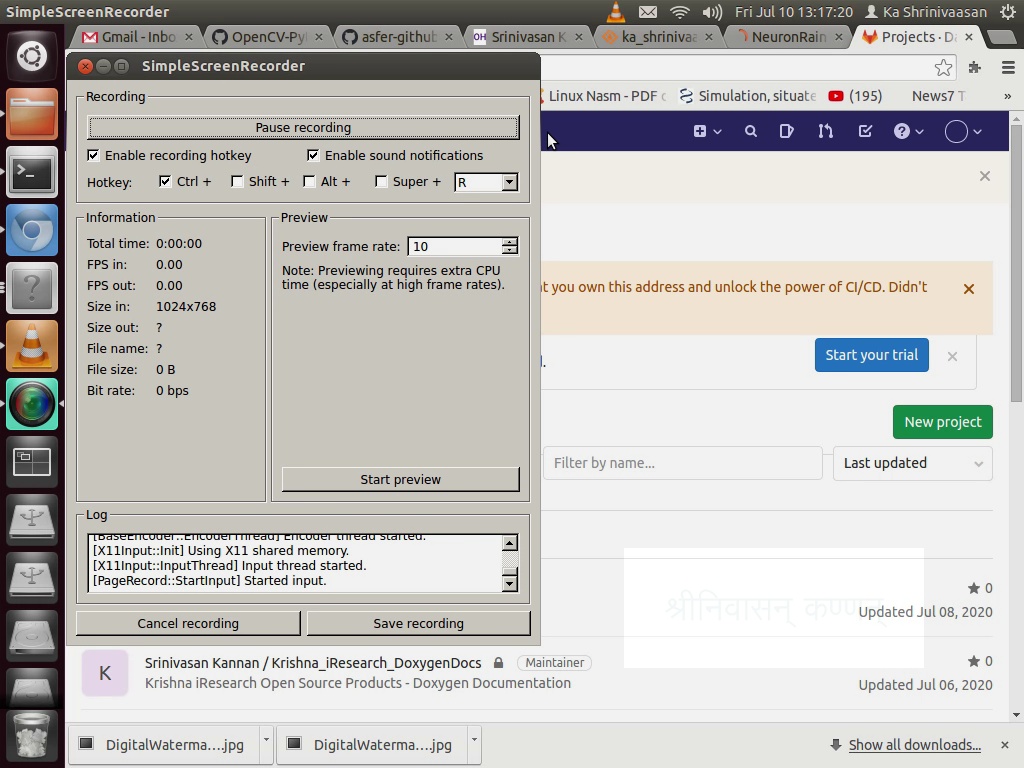 SimpleScreenRecorder
Fri Jul 10 13:17:20 Ka Shrinivaasan
Gmail - Inbo
OpenCV-Py
asfer-github
Srinivasan K
ka_shrinivaa
NeuronRain
Projects · Da
SimpleScreenRecorder
Linux Nasm - PDF
Simulation, situate
(195)
News7 T
»
Recording
Pause recording
Enable recording hotkey
Enable sound notifications
Hotkey: Ctrl + Shift + Alt + Super + R
Information
Total time: 0:00:00
FPS in: 0.00
FPS out: 0.00
Size in: 1024x768
Size out: ?
File name: ?
File size: 0 B
Bit rate: 0 bps
Preview
Preview frame rate: 10
Note: Previewing requires extra CPU
time (especially at high frame rates).
Start preview
Log
[BaseEncoder::EncoderThread] Encoder thread started.
[X11Input::Init] Using X11 shared memory.
[X11Input::InputThread] Input thread started.
[PageRecord::StartInput] Started input.
Cancel recording
Save recording
t you own this address and unlock the power of CI/CD. Didn't
Start your trial
New project
Filter by name...
Last updated
0
श्रीनिवासन् कण्णन्
Updated Jul 08, 2020
K
Srinivasan Kannan / Krishna_iResearch_DoxygenDocs
Maintainer
0
Krishna iResearch Open Source Products - Doxygen Documentation
Updated Jul 06, 2020
DigitalWaterma....jpg
DigitalWaterma....jpg
Show all downloads...